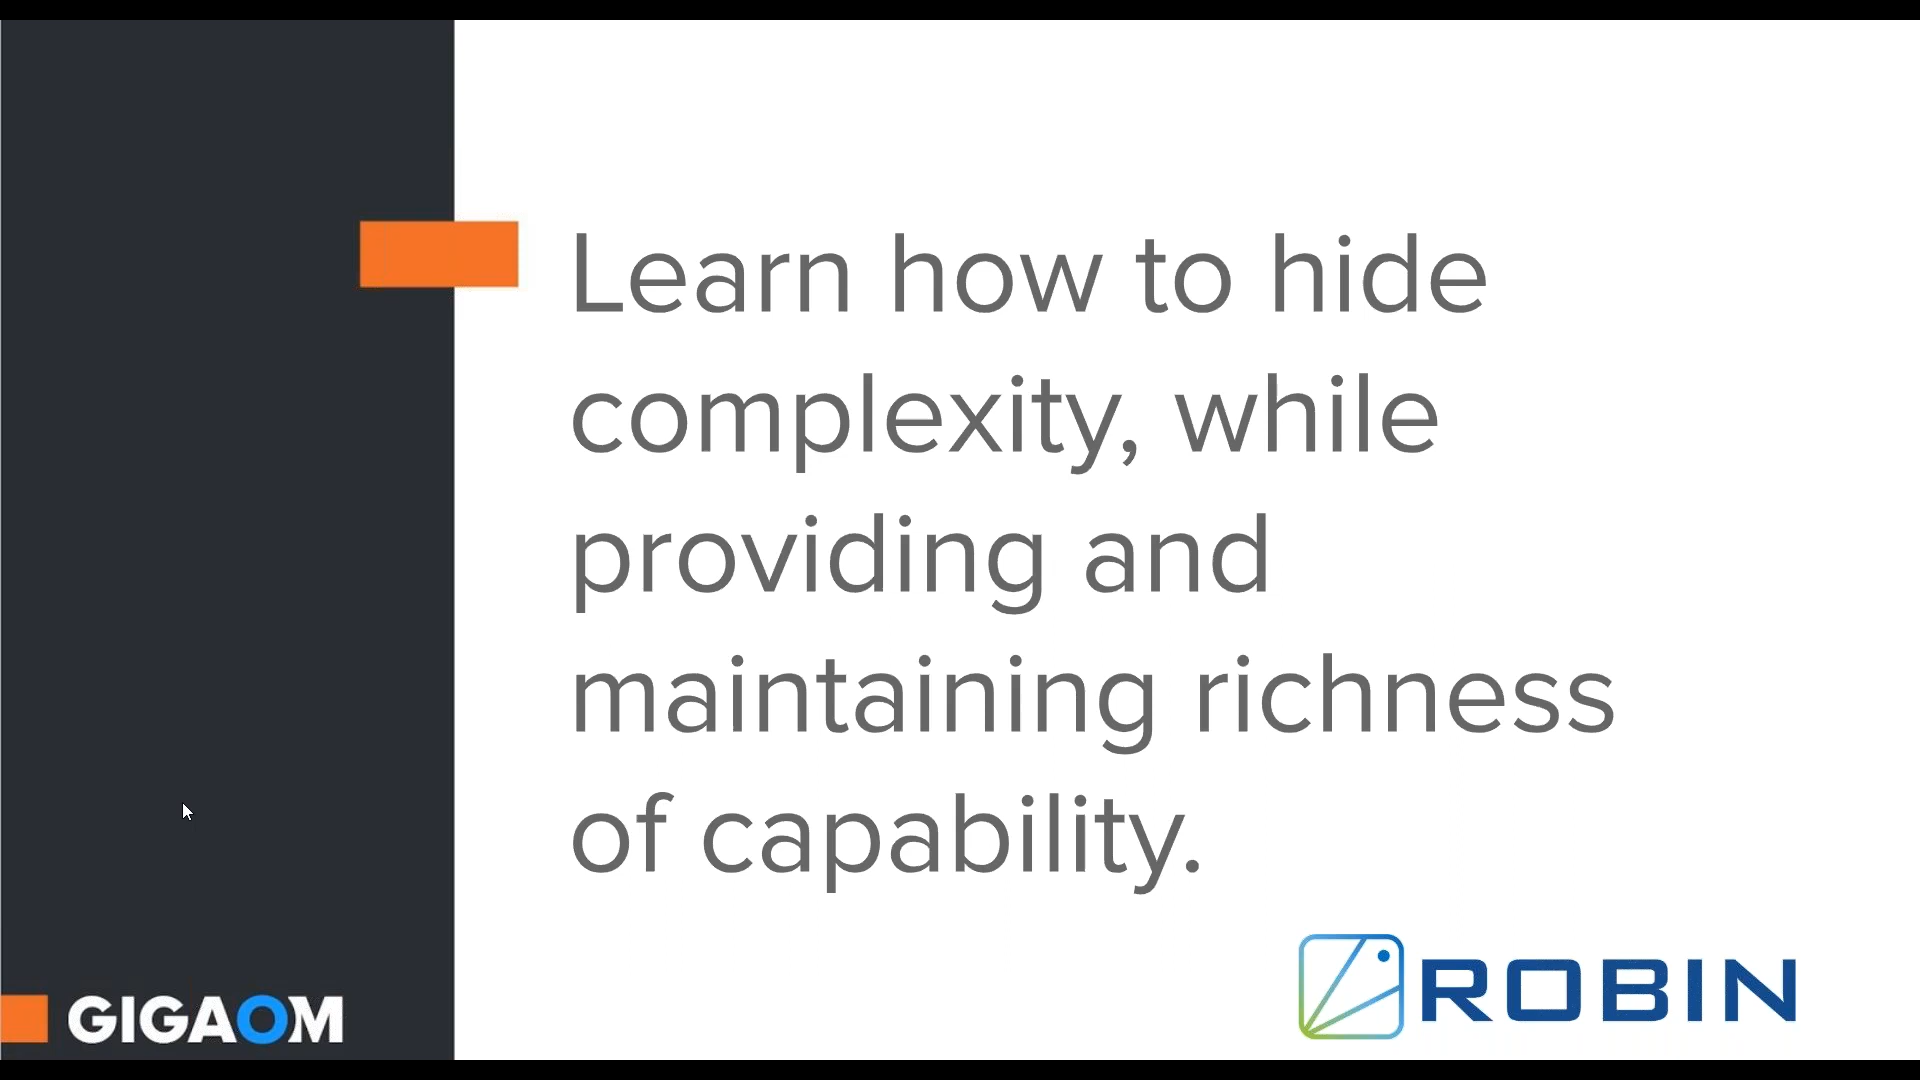 Learn how to hide
complexity, while
providing and
maintaining richness
of capability.
GIGAOM
ROBIN